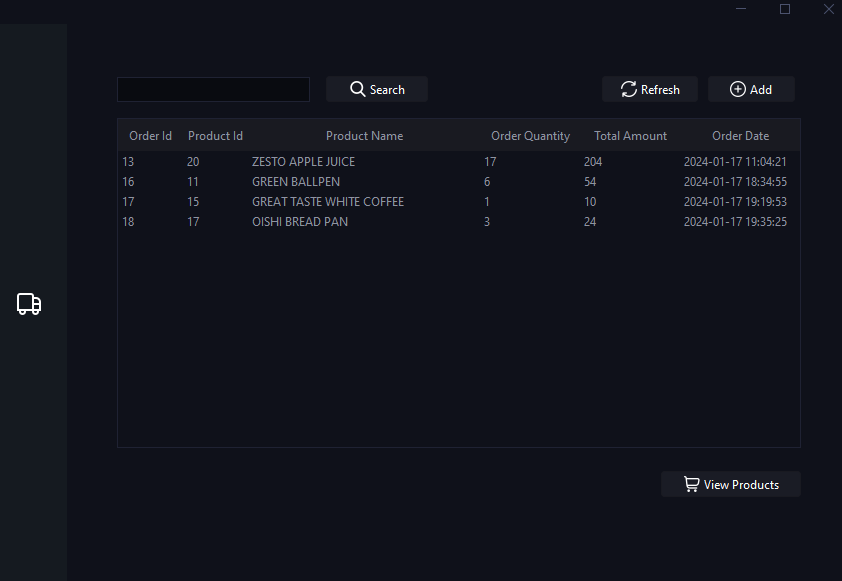 Search Refresh Add
Order Id Product Id Product Name Order Quantity Total Amount Order Date
13 20 ZESTO APPLE JUICE 17 204 2024-01-17 11:04:21
16 11 GREEN BALLPEN 6 54 2024-01-17 18:34:55
17 15 GREAT TASTE WHITE COFFEE 1 10 2024-01-17 19:19:53
18 17 OISHI BREAD PAN 3 24 2024-01-17 19:35:25
View Products